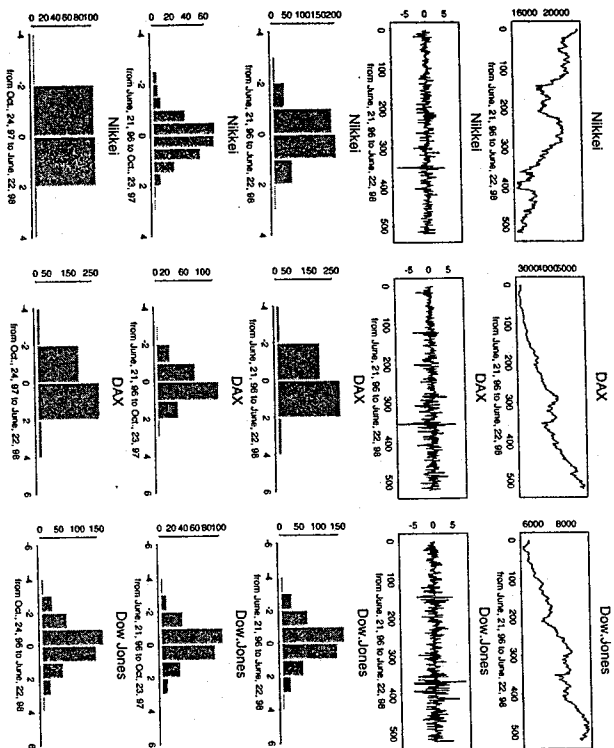 Dow.Jones
16000 20000
0 100 200 300 400 500
from June, 21, 96 to June, 22, 98
3000 4000 5000
0 100 200 300 400 500
from June, 21, 96 to June, 22, 98
6000 8000
0 100 200 300 400 500
from June, 21, 96 to June, 22, 98
Nikkei
-5 0 5
0 100 200 300 400 500
from June, 21, 96 to June, 22, 98
DAX
-5 0 5
0 100 200 300 400 500
from June, 21, 96 to June, 22, 98
Dow.Jones
-5 0 5
0 100 200 300 400 500
from June, 21, 96 to June, 22, 98
Nikkei
0 50 100 150 200
-4 -2 0 2 4
from June, 21, 96 to June, 22, 98
DAX
0 50 150 250
-4 -2 0 2 4 6
from June, 21, 96 to June, 22, 98
Dow.Jones
0 50 100 150
-6 -4 -2 0 2 4 6
from June, 21, 96 to June, 22, 98
Nikkei
0 20 40 60
-4 -2 0 2 4
from June, 21, 96 to Oct., 23, 97
DAX
0 20 60 100
-4 -2 0 2 4 6
from June, 21, 96 to Oct., 23, 97
Dow.Jones
0 20 40 60 80 100
-6 -4 -2 0 2 4 6
from June, 21, 96 to Oct, 23, 97
Nikkei
0 20 40 60 80 100
-4 -2 0 2 4
from Oct., 24, 97 to June, 22, 98
DAX
0 50 150 250
-4 -2 0 2 4 6
from Oct., 24, 97 to June, 22, 98
Dow.Jones
0 50 100 150
-6 -4 -2 0 2 4 6
from Oct., 24, 96 to June, 22, 98